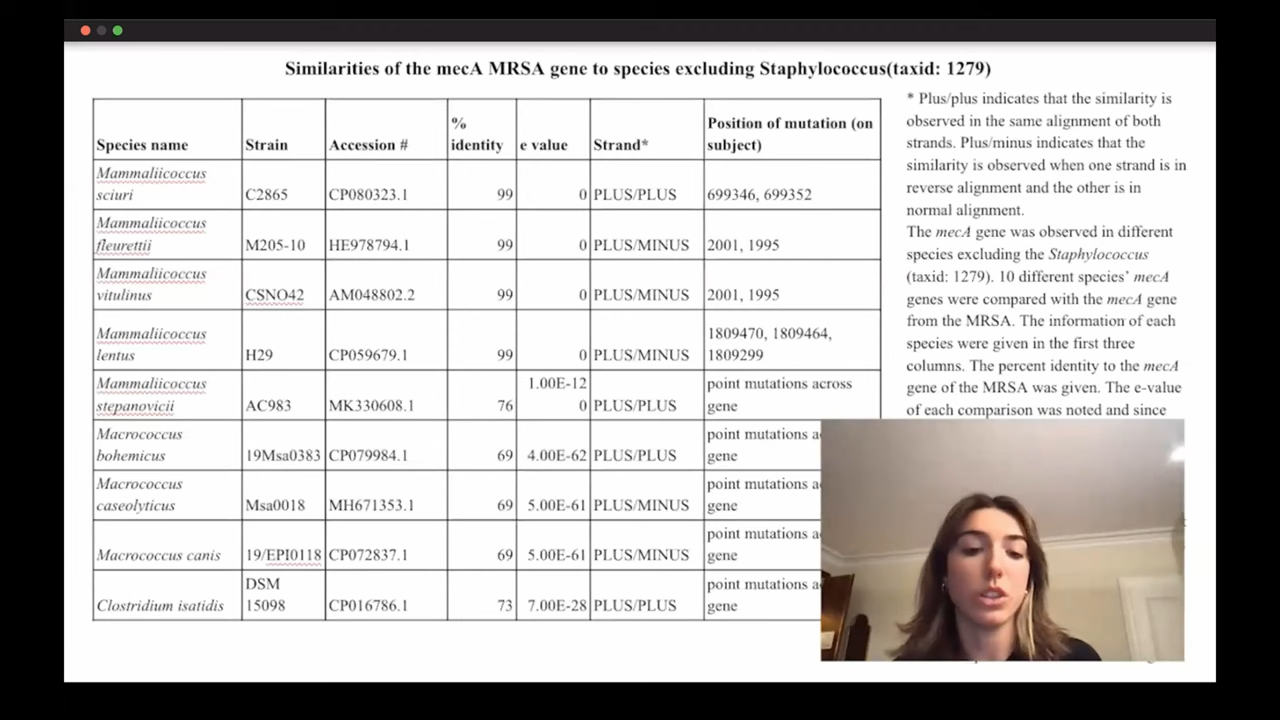 Similarities of the mecA MRSA gene to species excluding Staphylococcus(taxid: 1279)
Species name Strain Accession # % identity e value Strand* Position of mutation (on subject)
Mammaliicoccus sciuri C2865 CP080323.1 99 0 PLUS/PLUS 699346, 699352
Mammaliicoccus fleurettii M205-10 HE978794.1 99 0 PLUS/MINUS 2001, 1995
Mammaliicoccus vitulinus CSNO42 AM048802.2 99 0 PLUS/MINUS 2001, 1995
Mammaliicoccus lentus H29 CP059679.1 99 0 PLUS/MINUS 1809470, 1809464, 1809299
Mammaliicoccus stepanovicii AC983 MK330608.1 76 1.00E-120 PLUS/PLUS point mutations across gene
Macrococcus bohemicus 19Msa0383 CP079984.1 69 4.00E-62 PLUS/PLUS point mutations a gene
Macrococcus caseolyticus Msa0018 MH671353.1 69 5.00E-61 PLUS/MINUS point mutations a gene
Macrococcus canis 19/EPI0118 CP072837.1 69 5.00E-61 PLUS/MINUS point mutations a gene
Clostridium isatidis DSM 15098 CP016786.1 73 7.00E-28 PLUS/PLUS point mutations a gene
* Plus/plus indicates that the similarity is
observed in the same alignment of both
strands. Plus/minus indicates that the
similarity is observed when one strand is in
reverse alignment and the other is in
normal alignment.
The mecA gene was observed in different
species excluding the Staphylococcus
(taxid: 1279). 10 different species' mecA
genes were compared with the mecA gene
from the MRSA. The information of each
species were given in the first three
columns. The percent identity to the mecA
gene of the MRSA was given. The e-value
of each comparison was noted and since